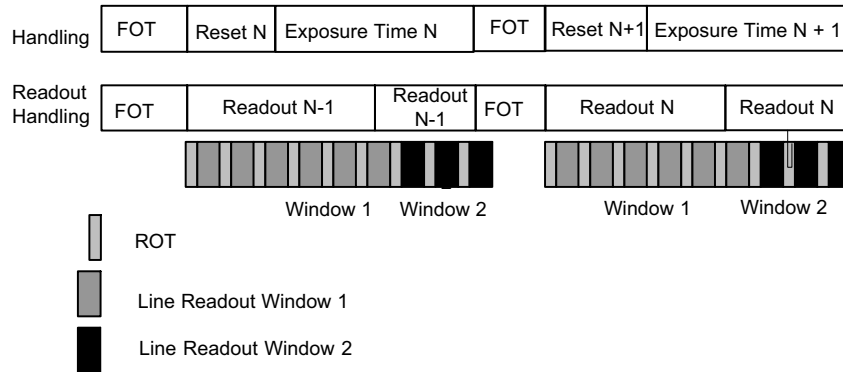 Handling
FOT
Reset N
Exposure Time N
FOT
Reset N+1
Exposure Time N + 1
Readout
Handling
FOT
Readout N-1
Readout
N-1
FOT
Readout N
Readout N
Window 1
Window 2
Window 1
Window 2
ROT
Line Readout Window 1
Line Readout Window 2